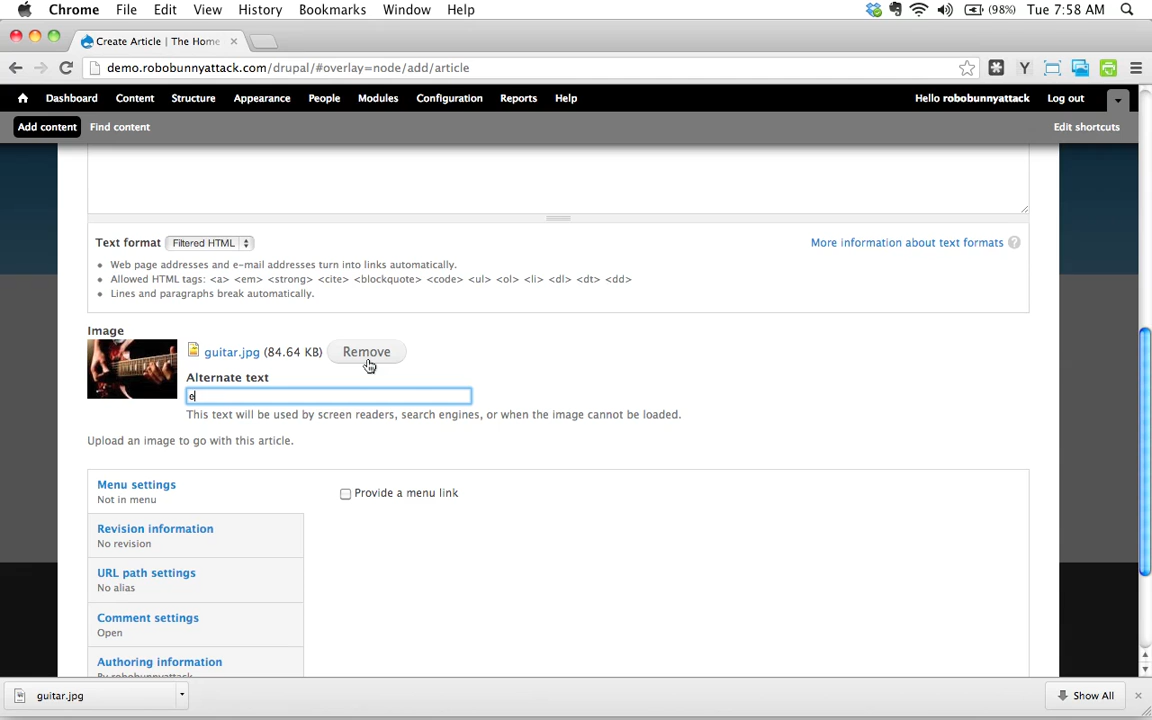 Chrome File Edit View History Bookmarks Window Help (98%) Tue 7:58 AM
Create Article | The Home
demo.robobunnyattack.com/drupal/#overlay=node/add/article
Dashboard Content Structure Appearance People Modules Configuration Reports Help Hello robobunnyattack Log out
Add content Find content Edit shortcuts
Text format Filtered HTML More information about text formats ?
Web page addresses and e-mail addresses turn into links automatically.
Allowed HTML tags: <a> <em> <strong> <cite> <blockquote> <code> <ul> <ol> <li> <dl> <dt> <dd>
Lines and paragraphs break automatically.
Image
guitar.jpg (84.64 KB) Remove
Alternate text
e
This text will be used by screen readers, search engines, or when the image cannot be loaded.
Upload an image to go with this article.
Menu settings
Not in menu
Provide a menu link
Revision information
No revision
URL path settings
No alias
Comment settings
Open
Authoring information
By robobunnyattack
guitar.jpg Show All